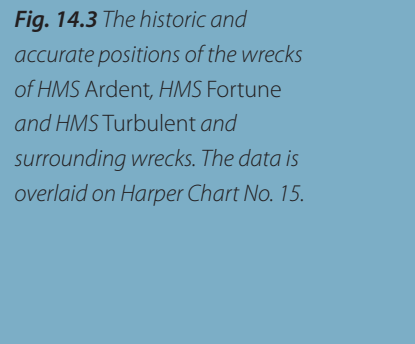 Fig. 14.3 The historic and
accurate positions of the wrecks
of HMS Ardent, HMS Fortune
and HMS Turbulent and
surrounding wrecks. The data is
overlaid on Harper Chart No. 15.